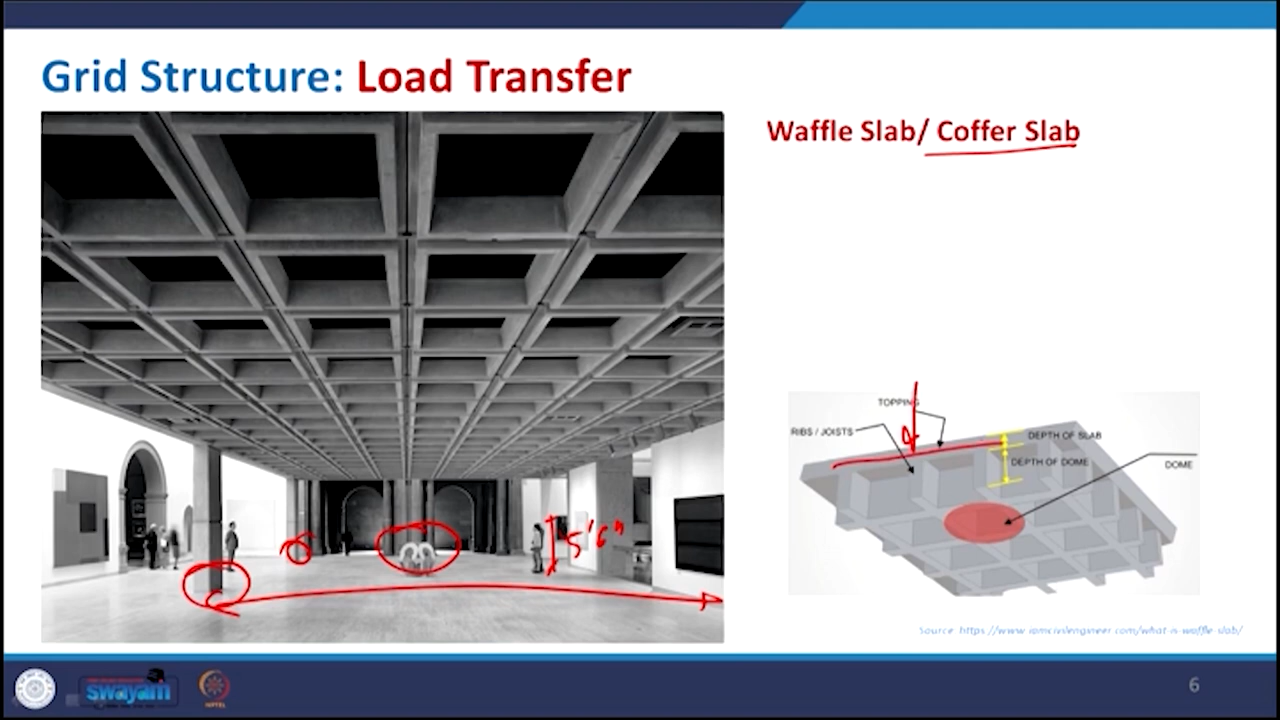 Grid Structure: Load Transfer
Waffle Slab/ Coffer Slab
TOPPING
RIBS / JOISTS
DEPTH OF SLAB
DEPTH OF DOME
DOME
5'6"
Source: https://www.iamcivilengineer.com/what-is-waffle-slab/
swayam
6